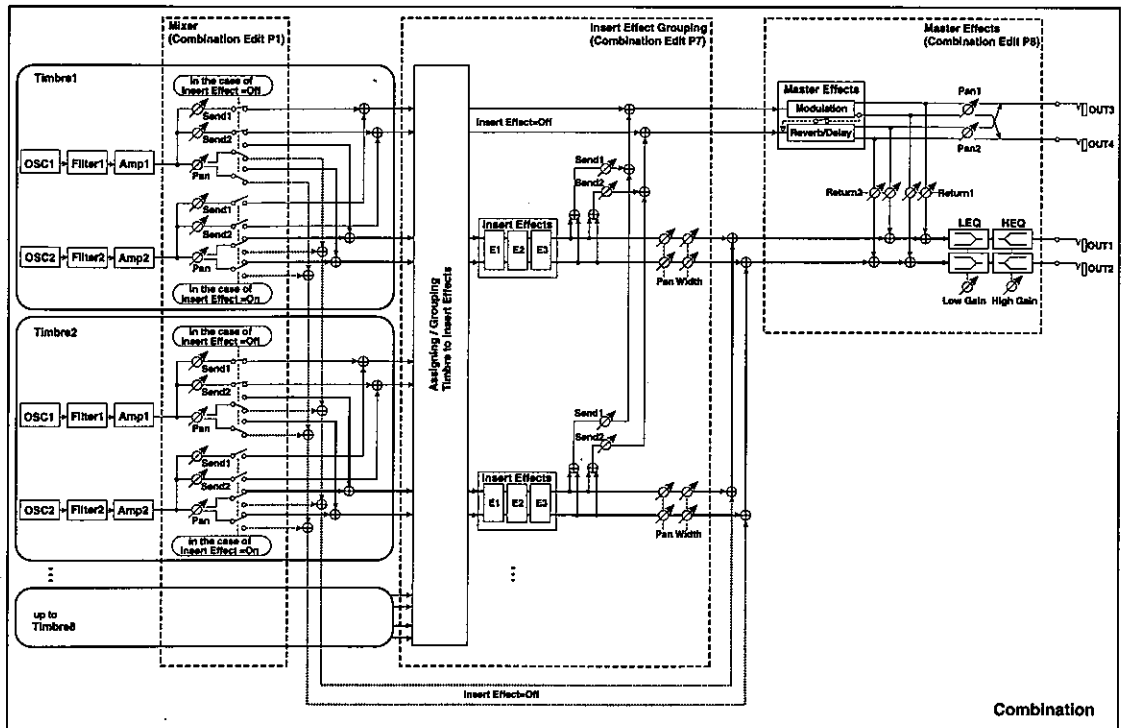 Mixer
(Combination Edit P1)
Insert Effect Grouping
(Combination Edit P7)
Master Effects
(Combination Edit P8)
Timbre1
In the case of
Insert Effect =Off
Send1
Send2
OSC1
Filter1
Amp1
Pan
Send1
Send2
OSC2
Filter2
Amp2
Pan
In the case of
Insert Effect =On
Timbre2
In the case of
Insert Effect =Off
Send1
Send2
OSC1
Filter1
Amp1
Pan
Send1
Send2
OSC2
Filter2
Amp2
Pan
In the case of
Insert Effect =On
up to
Timbre8
Assigning / Grouping
Timbre to Insert Effects
Insert Effect=Off
Send1
Send2
Insert Effects
E1 E2 E3
Pan Width
Send1
Send2
Insert Effects
E1 E2 E3
Pan Width
Insert Effect=Off
Master Effects
Modulation
Reverb/Delay
Pan1
Pan2
OUT3
OUT4
Return2
Return1
LEQ
HEQ
OUT1
OUT2
Low Gain
High Gain
Combination